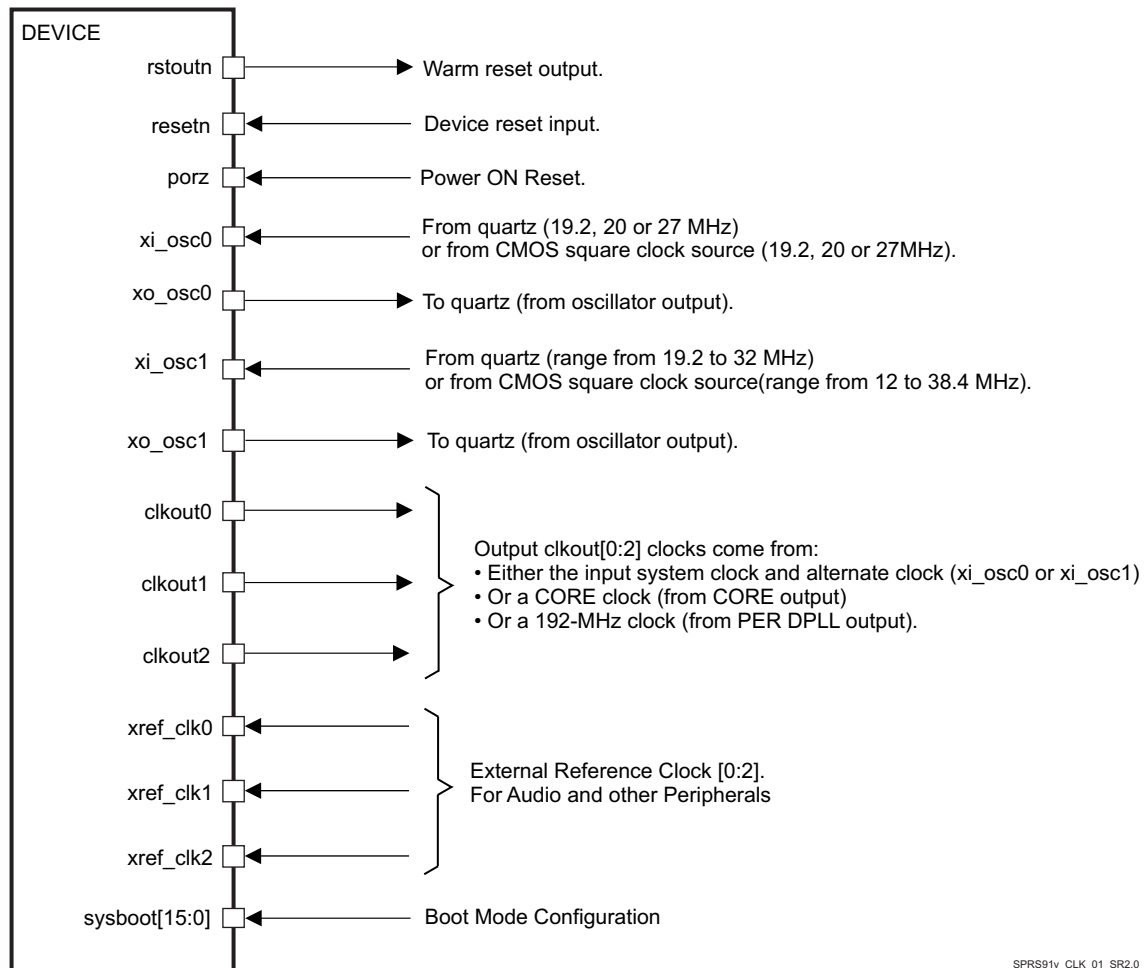 DEVICE
rstoutn
Warm reset output.
resetn
Device reset input.
porz
Power ON Reset.
xi_osc0
From quartz (19.2, 20 or 27 MHz)
or from CMOS square clock source (19.2, 20 or 27MHz).
xo_osc0
To quartz (from oscillator output).
xi_osc1
From quartz (range from 19.2 to 32 MHz)
or from CMOS square clock source(range from 12 to 38.4 MHz).
xo_osc1
To quartz (from oscillator output).
clkout0
clkout1
clkout2
Output clkout[0:2] clocks come from:
• Either the input system clock and alternate clock (xi_osc0 or xi_osc1)
• Or a CORE clock (from CORE output)
• Or a 192-MHz clock (from PER DPLL output).
xref_clk0
xref_clk1
xref_clk2
External Reference Clock [0:2].
For Audio and other Peripherals
sysboot[15:0]
Boot Mode Configuration
SPRS91v_CLK_01_SR2.0